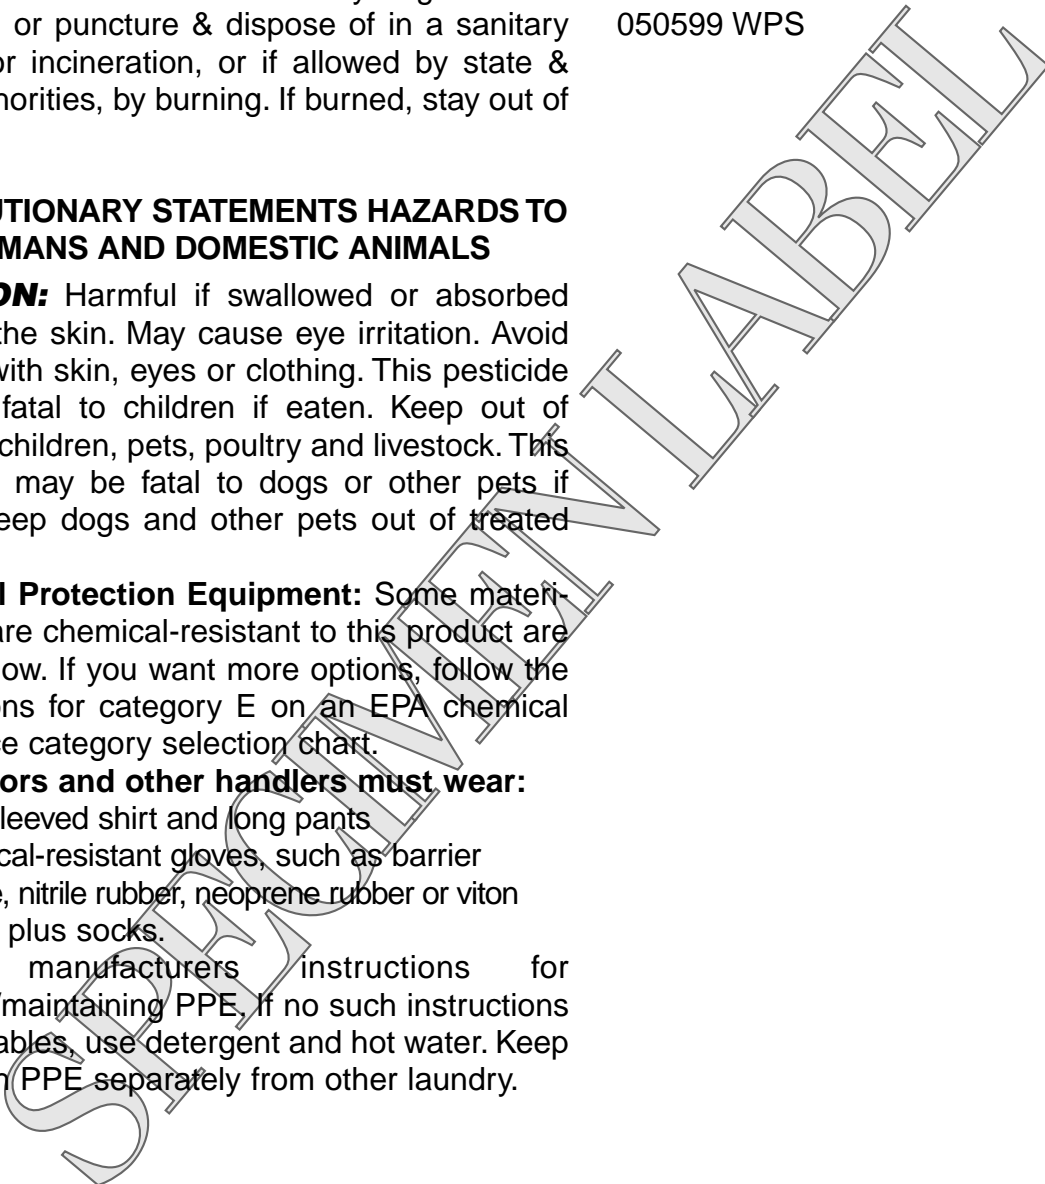 or puncture & dispose of in a sanitary
or incineration, or if allowed by state &
horities, by burning. If burned, stay out of
UTIONARY STATEMENTS HAZARDS TO
MANS AND DOMESTIC ANIMALS
ON: Harmful if swallowed or absorbed
the skin. May cause eye irritation. Avoid
with skin, eyes or clothing. This pesticide
fatal to children if eaten. Keep out of
children, pets, poultry and livestock. This
may be fatal to dogs or other pets if
eep dogs and other pets out of treated
l Protection Equipment: Some materi-
are chemical-resistant to this product are
ow. If you want more options, follow the
ons for category E on an EPA chemical
ce category selection chart.
ors and other handlers must wear:
leeved shirt and long pants
cal-resistant gloves, such as barrier
e, nitrile rubber, neoprene rubber or viton
plus socks.
manufacturers instructions for
/maintaining PPE. If no such instructions
ables, use detergent and hot water. Keep
h PPE separately from other laundry.
050599 WPS
SPECIMEN LABEL